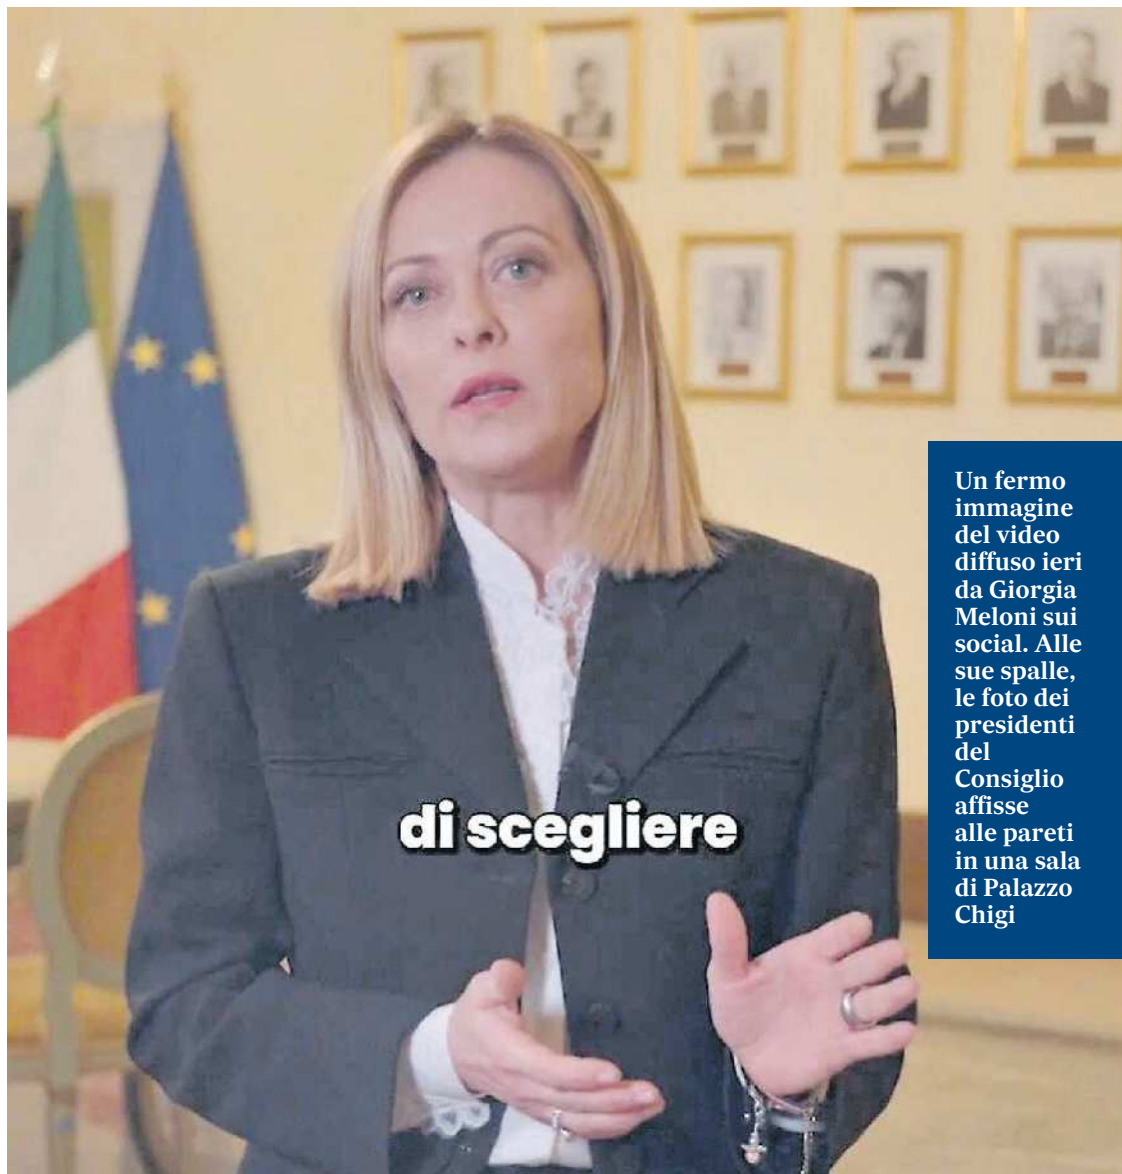 di scegliere
Un fermo
immagine
del video
diffuso ieri
da Giorgia
Meloni sui
social. Alle
sue spalle,
le foto dei
presidenti
del
Consiglio
affisse
alle pareti
in una sala
di Palazzo
Chigi